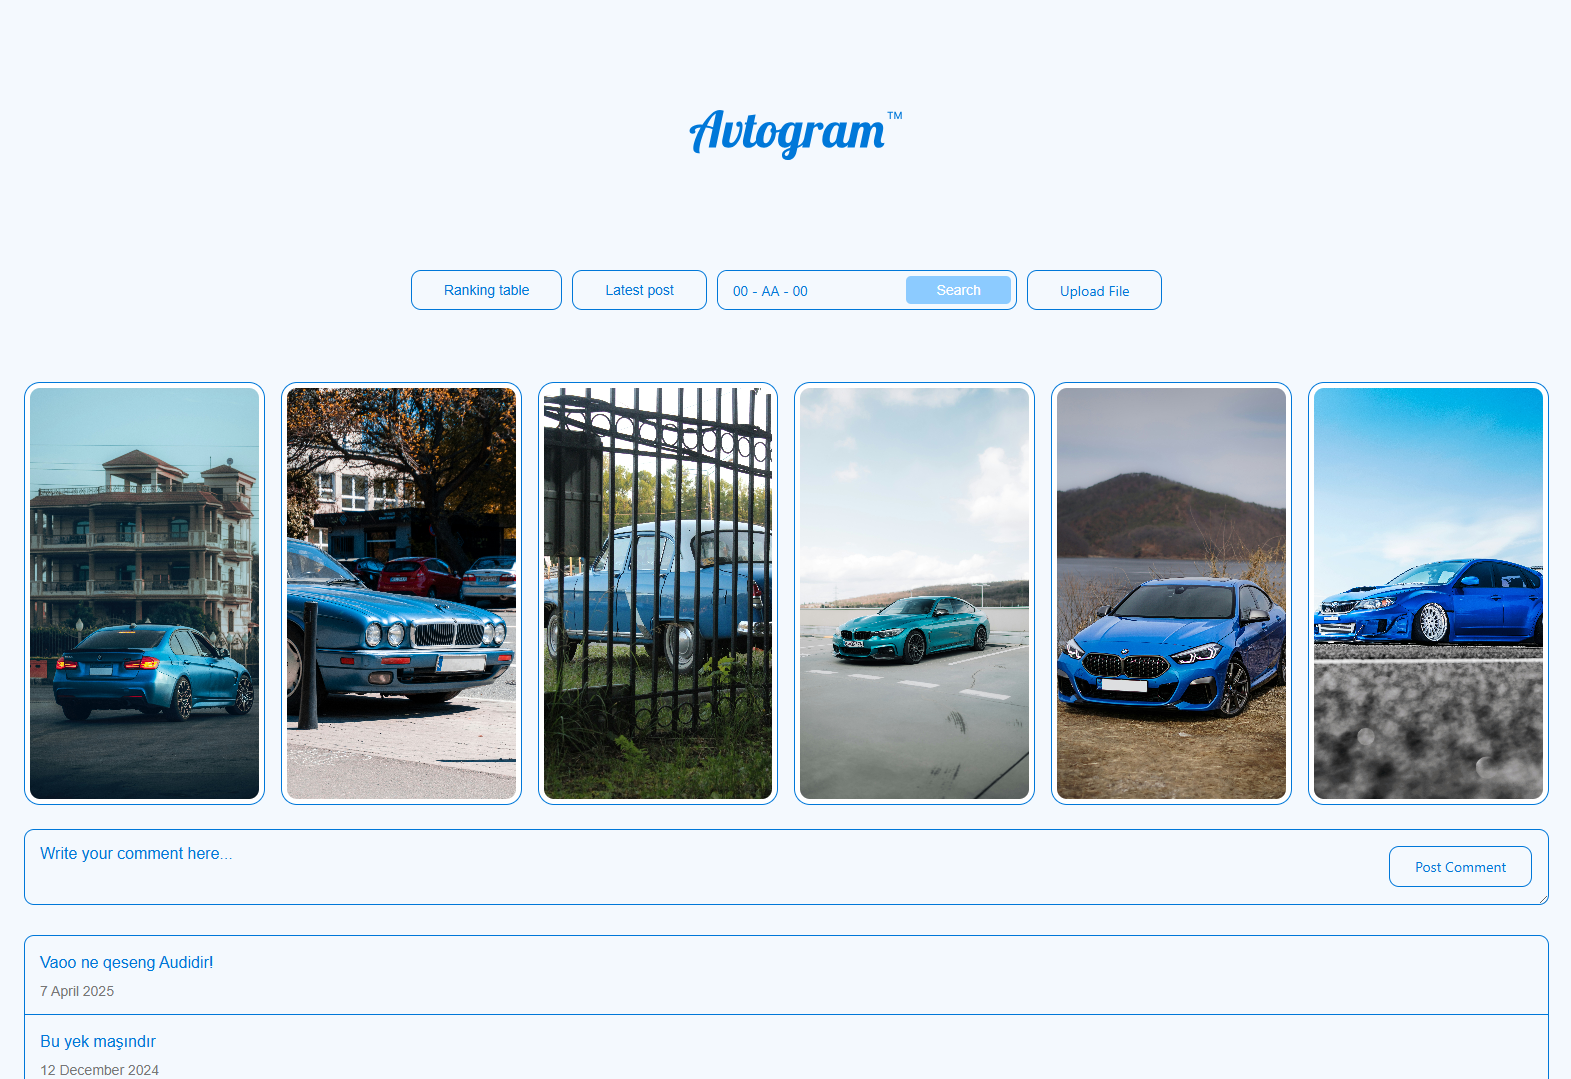 Avtogram™
Ranking table
Latest post
00 - AA - 00
Search
Upload File
Write your comment here...
Post Comment
Vaoo ne qeseng Audidir!
7 April 2025
Bu yek maşındır
12 December 2024